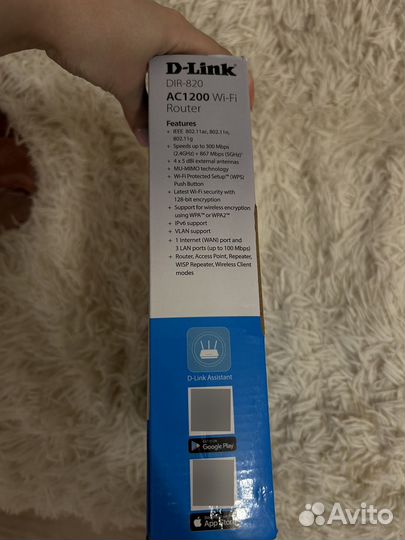 D-Link
DIR-820
AC1200 Wi-Fi
Router
Features
+ IEEE 802.11ac, 802.11n,
802.11g
+ Speeds up to 300 Mbps
(2.4GHz) + 867 Mbps (5GHz)¹
+ 4 x 5 dBi external antennas
+ MU-MIMO technology
+ Wi-Fi Protected Setup™ (WPS)
Push Button
+ Latest Wi-Fi security with
128-bit encryption
+ Support for wireless encryption
using WPA™ or WPA2™
+ IPv6 support
+ VLAN support
+ 1 Internet (WAN) port and
3 LAN ports (up to 100 Mbps)
+ Router, Access Point, Repeater,
WISP Repeater, Wireless Client
modes
D-Link Assistant
Google Play
App Store
Avito